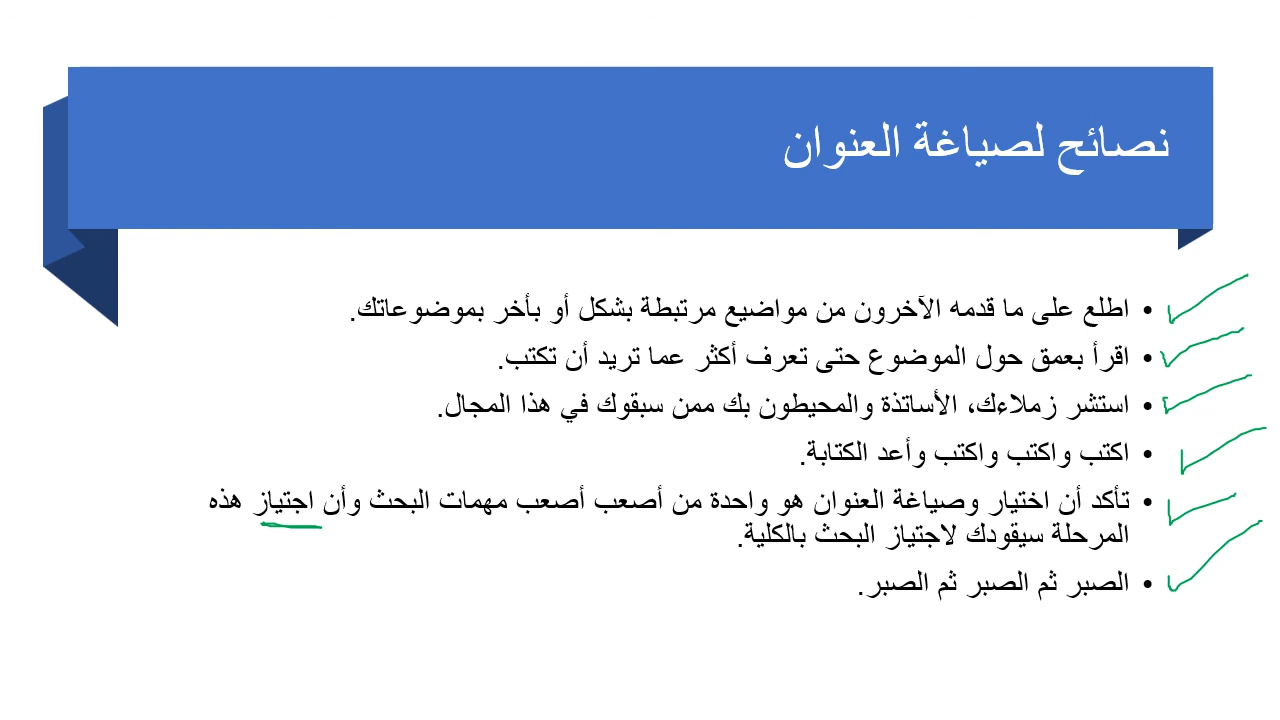 نصائح لصياغة العنوان
• اطلع على ما قدمه الآخرون من مواضيع مرتبطة بشكل أو بأخر بموضوعاتك.
• اقرأ بعمق حول الموضوع حتى تعرف أكثر عما تريد أن تكتب.
• استشر زملاءك، الأساتذة والمحيطون بك ممن سبقوك في هذا المجال.
• اكتب واكتب واكتب وأعد الكتابة.
• تأكد أن اختيار وصياغة العنوان هو واحدة من أصعب أصعب مهمات البحث وأن اجتياز هذه
المرحلة سيقودك لاجتياز البحث بالكلية.
• الصبر ثم الصبر ثم الصبر.